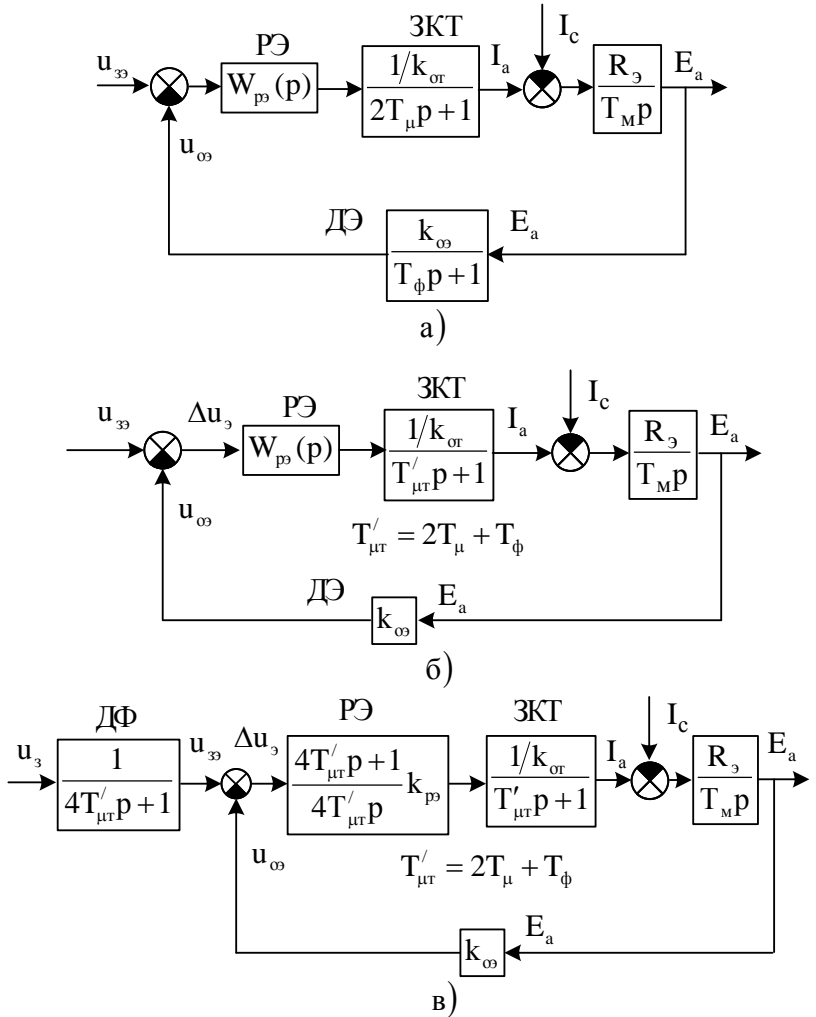 ЗКТ
I_c
РЭ
u_зэ
W_рэ(p)
1/k_от
2T_μp+1
I_a
R_э
T_мp
E_a
u_оэ
ДЭ
k_оэ
T_фp+1
E_a
а)
ЗКТ
I_c
РЭ
u_зэ
Δu_э
W_рэ(p)
1/k_от
T^/_μтp+1
I_a
R_э
T_мp
E_a
u_оэ
T^/_μт = 2T_μ + T_ф
ДЭ
k_оэ
E_a
б)
ДФ
РЭ
ЗКТ
I_c
u_з
1
4T^/_μтp+1
u_зэ
Δu_э
4T^/_μтp+1
4T^/_μтp
k_рэ
1/k_от
T′_μтp+1
I_a
R_э
T_мp
E_a
u_оэ
T^/_μт = 2T_μ + T_ф
k_оэ
E_a
в)